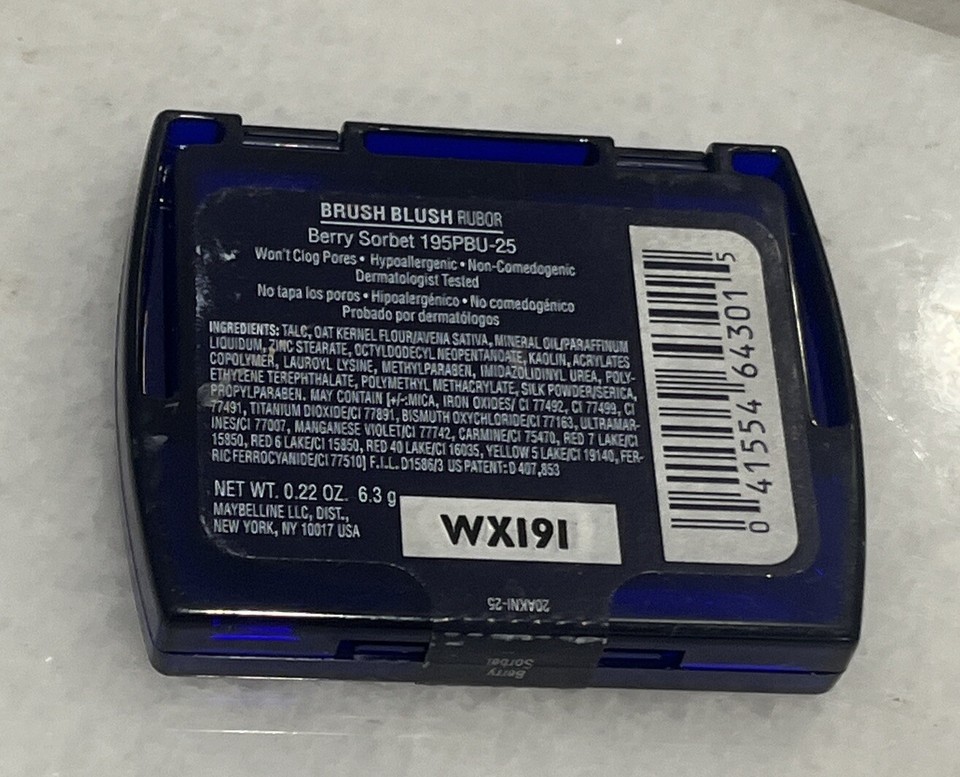 BRUSH BLUSH RUBOR
Berry Sorbet 195PBU-25
Won't Clog Pores • Hypoallergenic • Non-Comedogenic
Dermatologist Tested
No tapa los poros • Hipoalergénico • No comedogénico
Probado por dermatólogos
INGREDIENTS: TALC, OAT KERNEL FLOUR/AVENA SATIVA, MINERAL OIL/PARAFFINUM
LIQUIDUM, ZINC STEARATE, OCTYLDODECYL NEOPENTANOATE, KAOLIN, ACRYLATES
COPOLYMER, LAUROYL LYSINE, METHYLPARABEN, IMIDAZOLIDINYL UREA, POLY-
ETHYLENE TEREPHTHALATE, POLYMETHYL METHACRYLATE, SILK POWDER/SERICA,
PROPYLPARABEN. MAY CONTAIN [+/-:MICA, IRON OXIDES/ CI 77492, CI 77499, CI
77491, TITANIUM DIOXIDE/CI 77891, BISMUTH OXYCHLORIDE/CI 77163, ULTRAMAR-
INES/CI 77007, MANGANESE VIOLET/CI 77742, CARMINE/CI 75470, RED 7 LAKE/CI
15850, RED 6 LAKE/CI 15850, RED 40 LAKE/CI 16035, YELLOW 5 LAKE/CI 19140, FER-
RIC FERROCYANIDE/CI 77510] F.I.L. D1586/3 US PATENT: D 407,853
NET WT. 0.22 OZ. 6.3 g
MAYBELLINE LLC, DIST.,
NEW YORK, NY 10017 USA
WX191
0 41554 64301 5
20AKNI-25
Berry
Sorbet